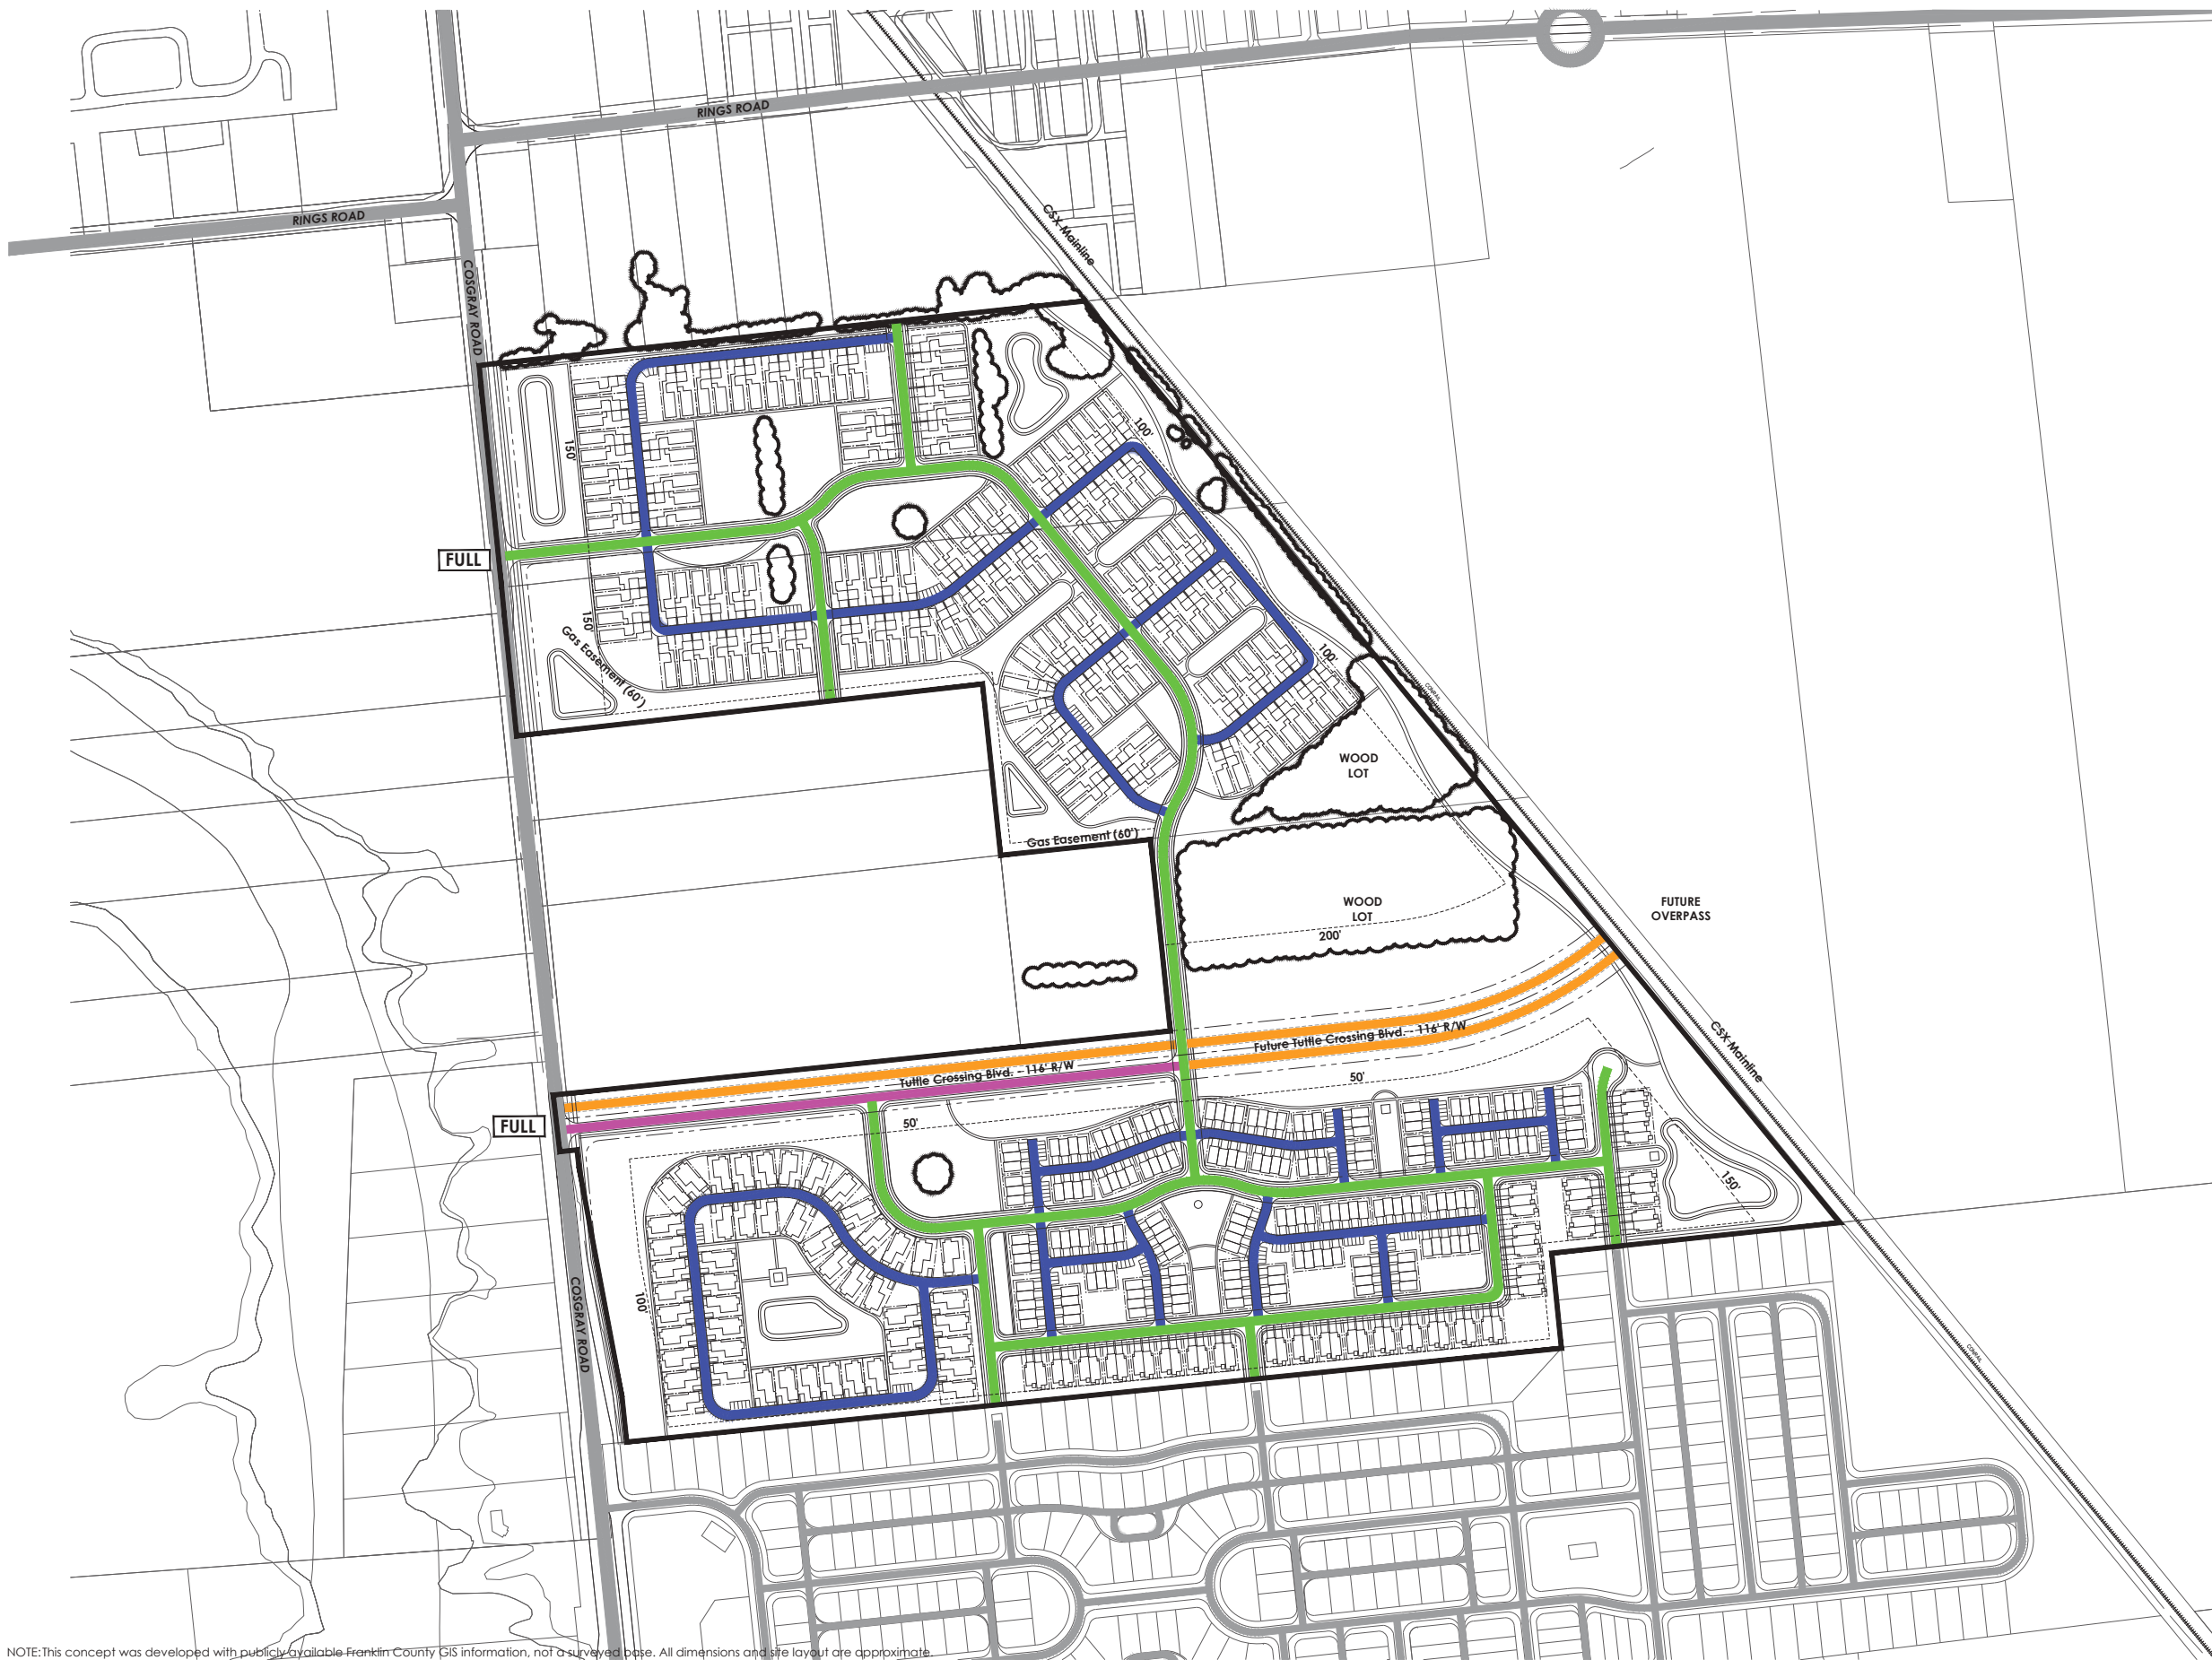 RINGS ROAD
RINGS ROAD
CSX Mainline
COSGRAY ROAD
100'
150'
FULL
150'
Gas Easement (60')
100'
CONRAIL
WOOD
LOT
Gas Easement (60')
WOOD
LOT
FUTURE
OVERPASS
200'
Future Tuttle Crossing Blvd. - 116' R/W
CSX Mainline
Tuttle Crossing Blvd. - 116' R/W
50'
FULL
50'
150'
100'
COSGRAY ROAD
CONRAIL
NOTE:This concept was developed with publicly available Franklin County GIS information, not a surveyed base. All dimensions and site layout are approximate.